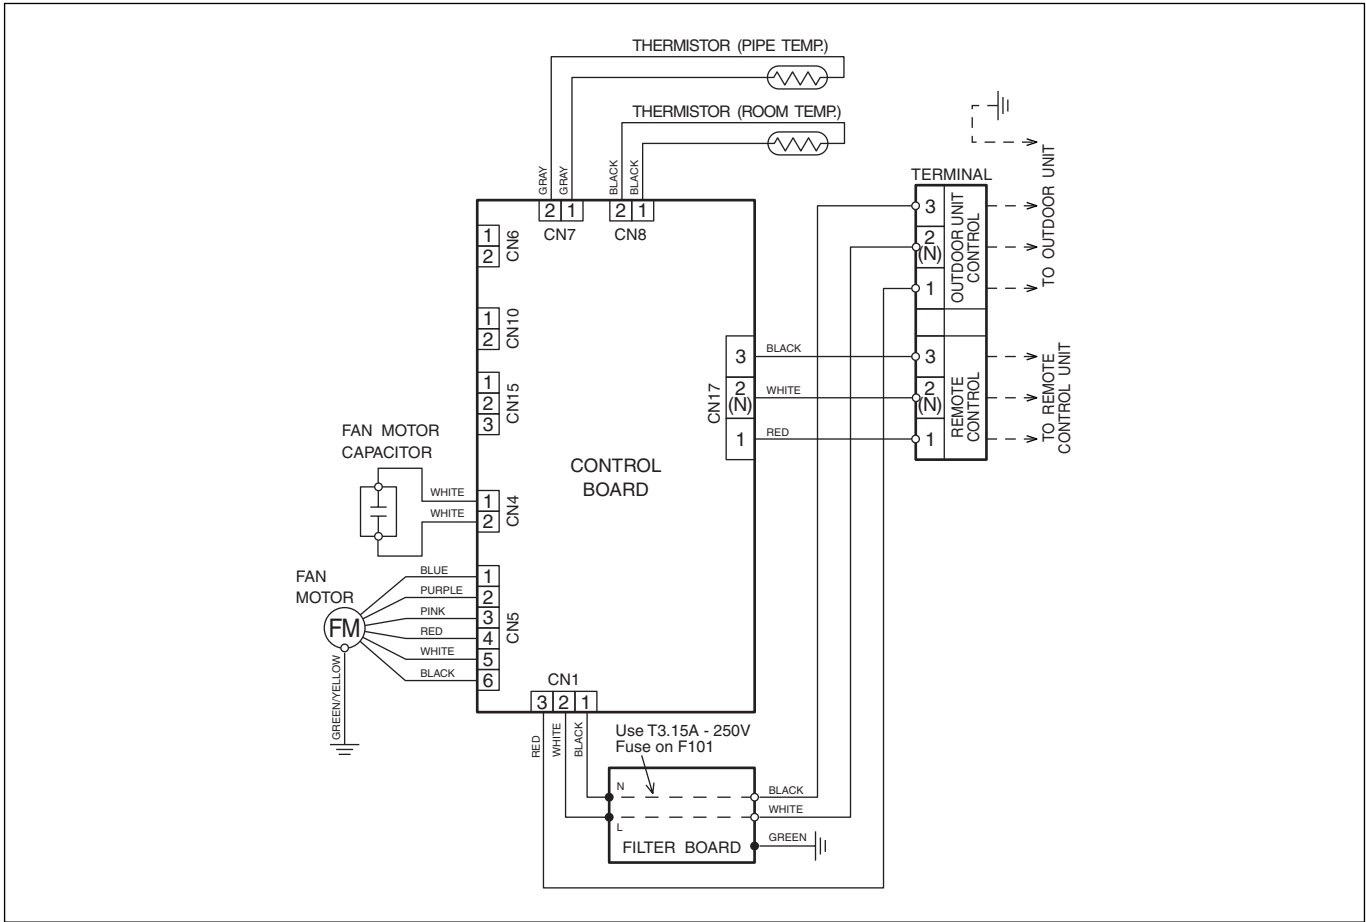 THERMISTOR (PIPE TEMP.)
THERMISTOR (ROOM TEMP.)
GRAY
GRAY
BLACK
BLACK
2 1
CN7
2 1
CN8
1
2
CN6
1
2
CN10
1
2
3
CN15
FAN MOTOR
CAPACITOR
WHITE
WHITE
1
2
CN4
CONTROL
BOARD
FAN
MOTOR
FM
GREEN/YELLOW
BLUE
PURPLE
PINK
RED
WHITE
BLACK
1
2
3
4
5
6
CN5
CN1
3 2 1
RED
WHITE
BLACK
Use T3.15A - 250V
Fuse on F101
N
L
FILTER BOARD
BLACK
WHITE
GREEN
CN17
3
2
(N)
1
BLACK
WHITE
RED
TERMINAL
3
2
(N)
1
OUTDOOR UNIT
CONTROL
3
2
(N)
1
REMOTE
CONTROL
TO OUTDOOR UNIT
TO REMOTE
CONTROL UNIT